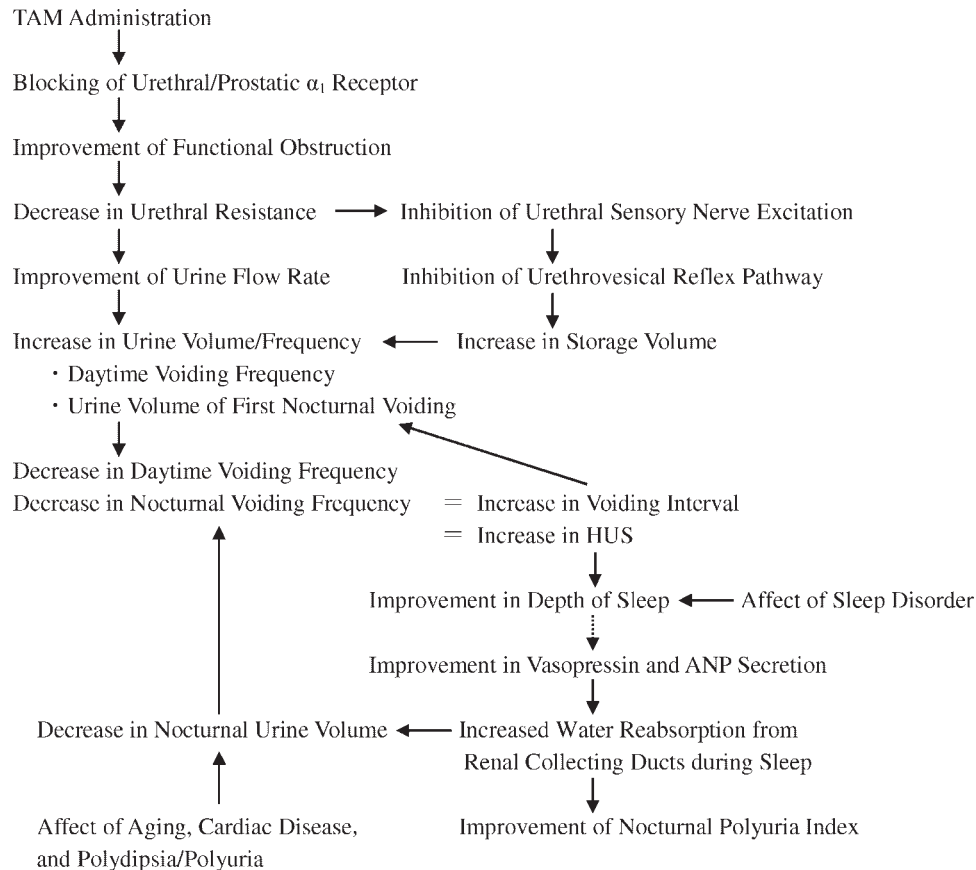 TAM Administration
Blocking of Urethral/Prostatic α₁ Receptor
Improvement of Functional Obstruction
Decrease in Urethral Resistance
Inhibition of Urethral Sensory Nerve Excitation
Improvement of Urine Flow Rate
Inhibition of Urethrovesical Reflex Pathway
Increase in Urine Volume/Frequency
Increase in Storage Volume
・Daytime Voiding Frequency
・Urine Volume of First Nocturnal Voiding
Decrease in Daytime Voiding Frequency
Decrease in Nocturnal Voiding Frequency = Increase in Voiding Interval
= Increase in HUS
Improvement in Depth of Sleep
Affect of Sleep Disorder
Improvement in Vasopressin and ANP Secretion
Decrease in Nocturnal Urine Volume
Increased Water Reabsorption from
Renal Collecting Ducts during Sleep
Affect of Aging, Cardiac Disease,
and Polydipsia/Polyuria
Improvement of Nocturnal Polyuria Index